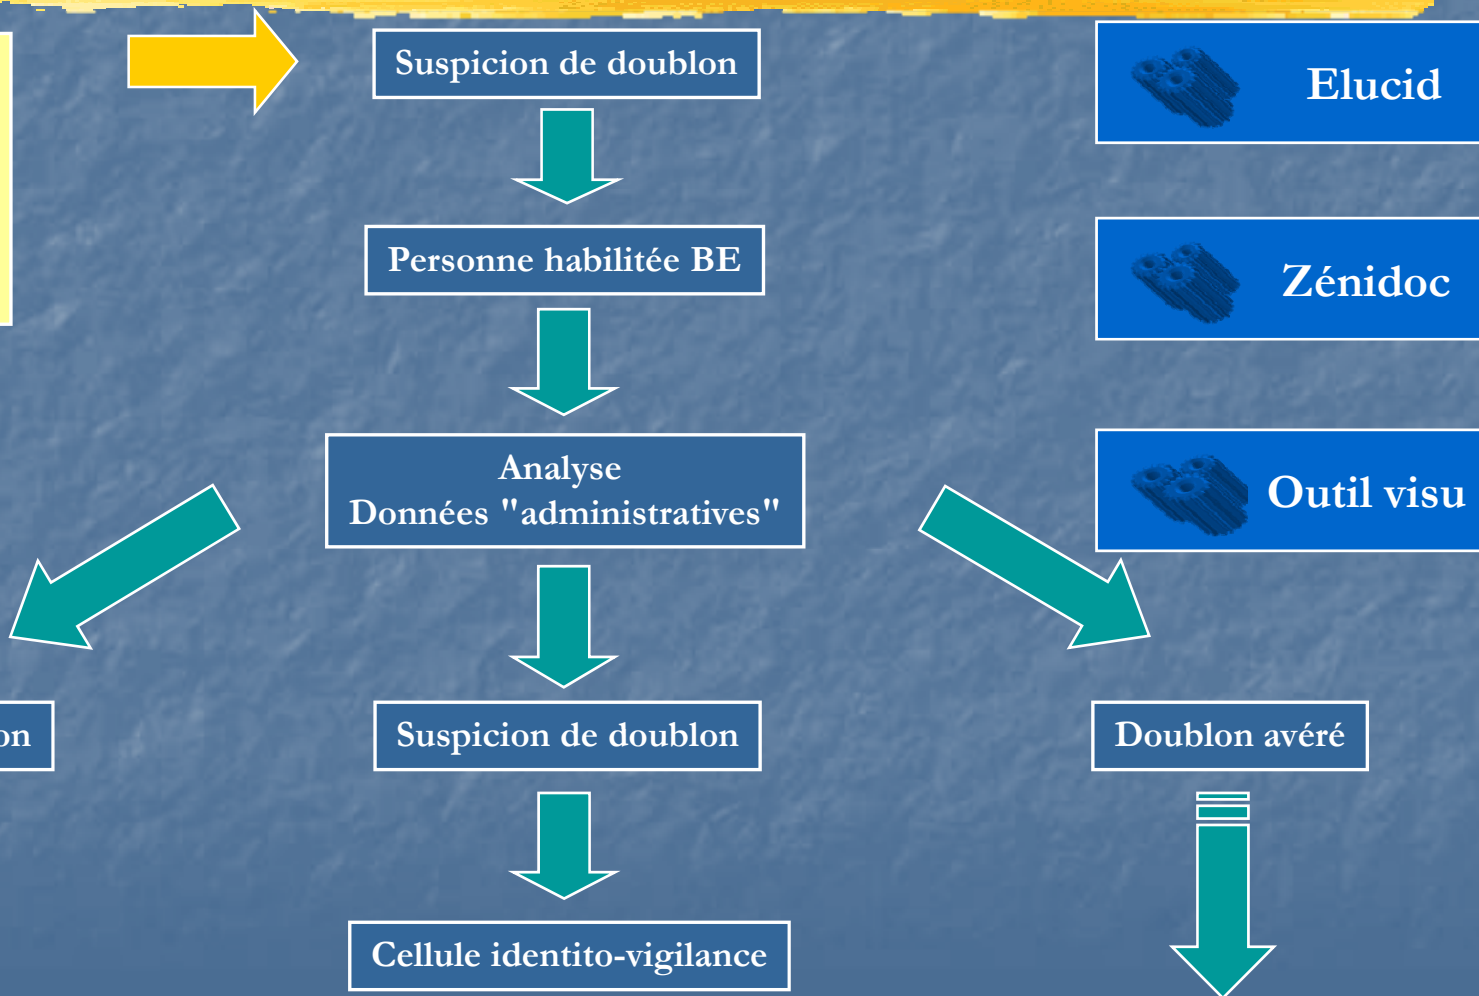 Suspicion de doublon
Elucid
Personne habilitée BE
Zénidoc
Analyse
Données "administratives"
Outil visu
on
Suspicion de doublon
Doublon avéré
Cellule identito-vigilance